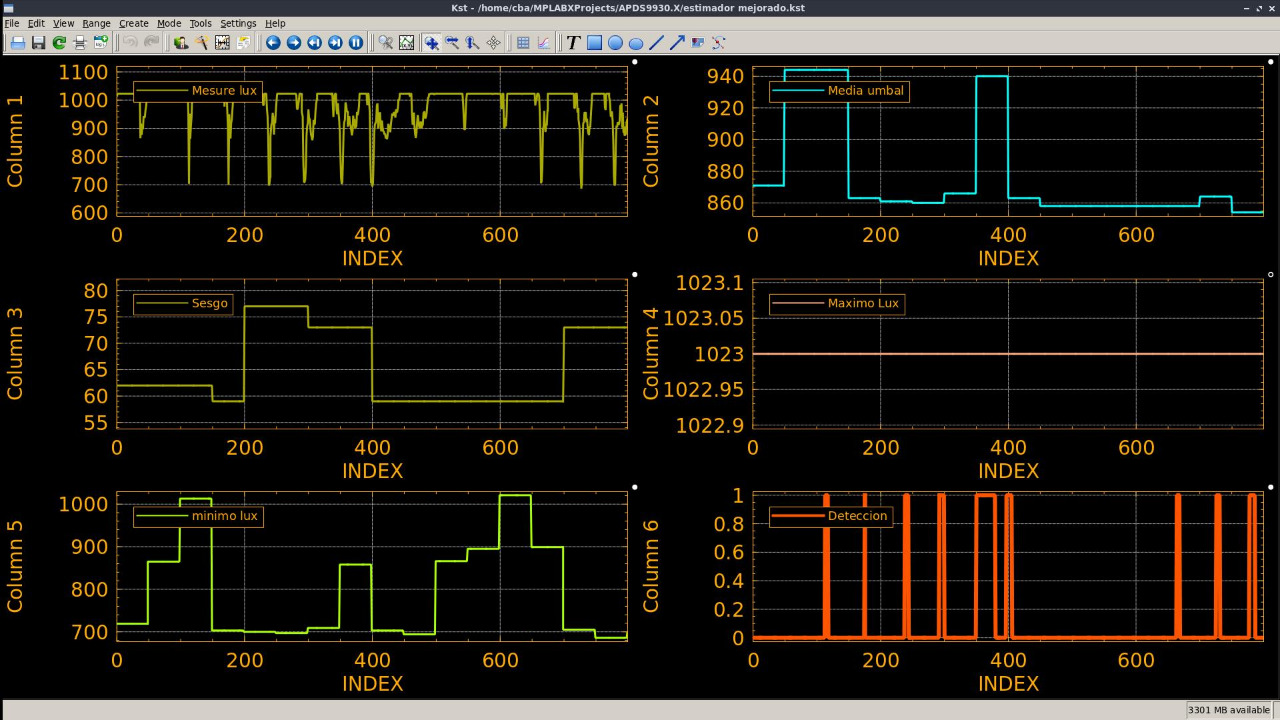 Kst - /home/cba/MPLABXProjects/APDS9930.X/estimador mejorado.kst
File Edit View Range Create Mode Tools Settings Help
T
Column 1
1100
1000
900
800
700
600
Mesure lux
0 200 400 600
INDEX
Column 2
940
920
900
880
860
Media umbal
0 200 400 600
INDEX
Column 3
80
75
70
65
60
55
Sesgo
0 200 400 600
INDEX
Column 4
1023.1
1023.05
1023
1022.95
1022.9
Maximo Lux
0 200 400 600
INDEX
Column 5
1000
900
800
700
minimo lux
0 200 400 600
INDEX
Column 6
1
0.8
0.6
0.4
0.2
0
Deteccion
0 200 400 600
INDEX
3301 MB available